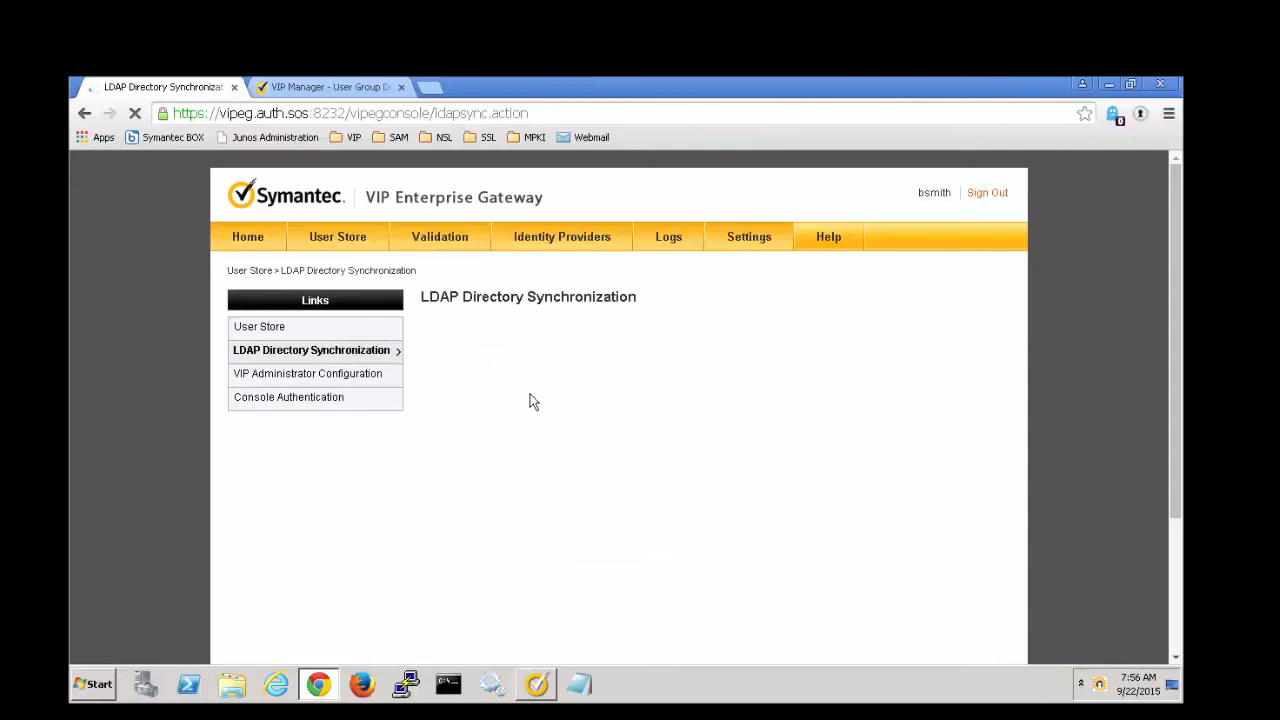 LDAP Directory Synchronizat
VIP Manager - User Group D
https://vipeg.auth.sos:8232/vipegconsole/ldapsync.action
Apps Symantec BOX Junos Administration VIP SAM NSL SSL MPKI Webmail
0
Symantec. VIP Enterprise Gateway
bsmith Sign Out
Home User Store Validation Identity Providers Logs Settings Help
User Store > LDAP Directory Synchronization
Links
User Store
LDAP Directory Synchronization
VIP Administrator Configuration
Console Authentication
LDAP Directory Synchronization
Start
C:\.
7:56 AM
9/22/2015